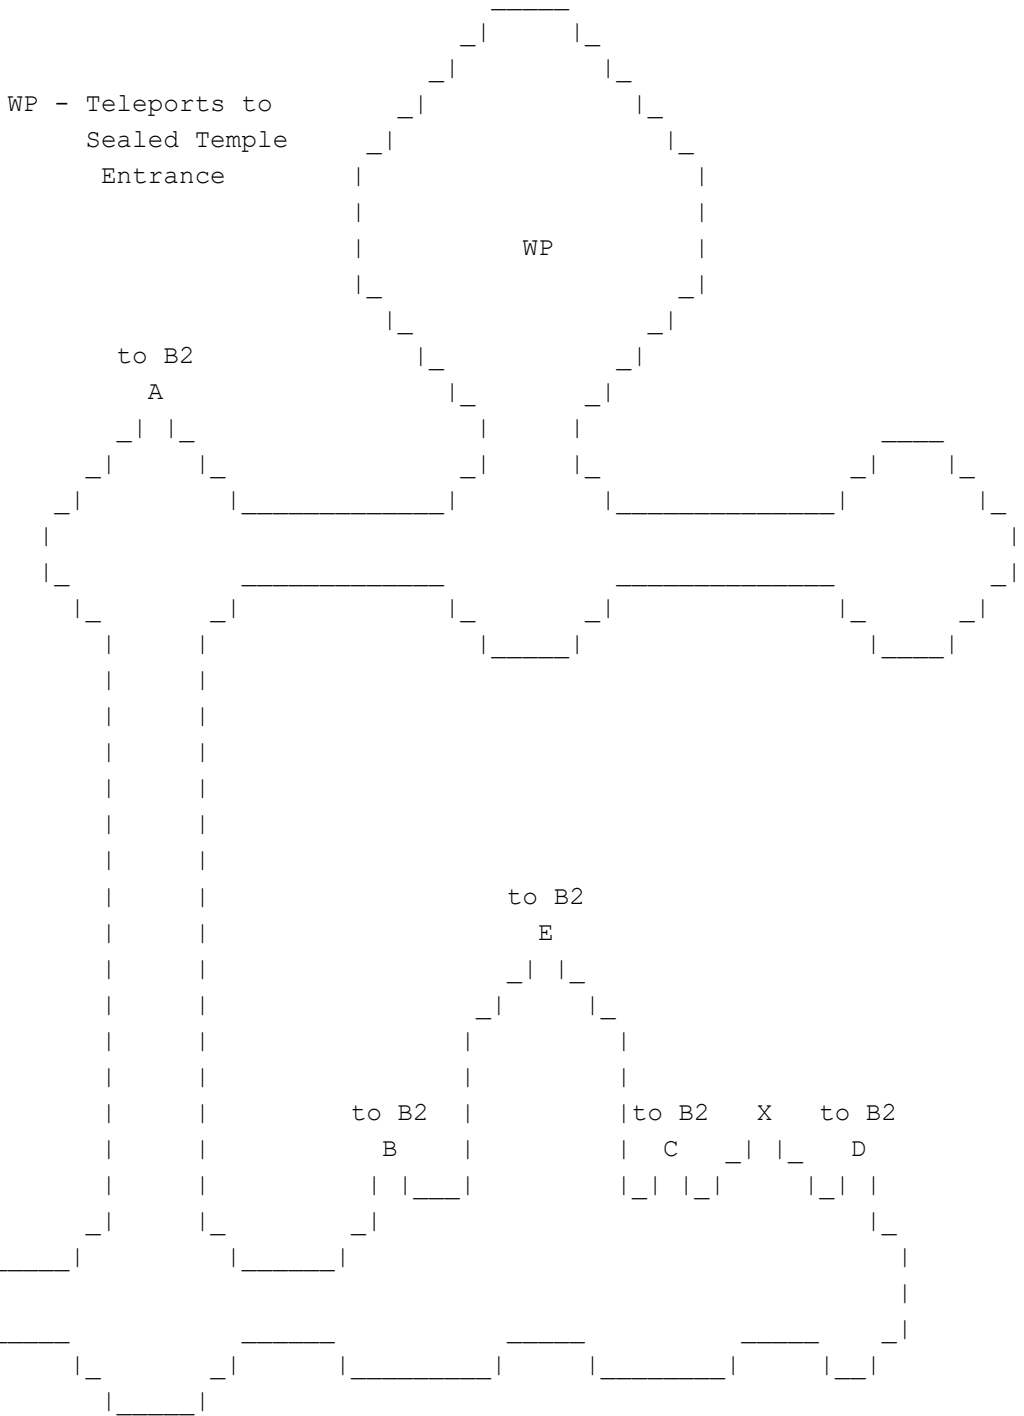 WP - Teleports to
Sealed Temple
Entrance
WP
to B2
A
to B2
E
to B2 to B2 X to B2
B C D